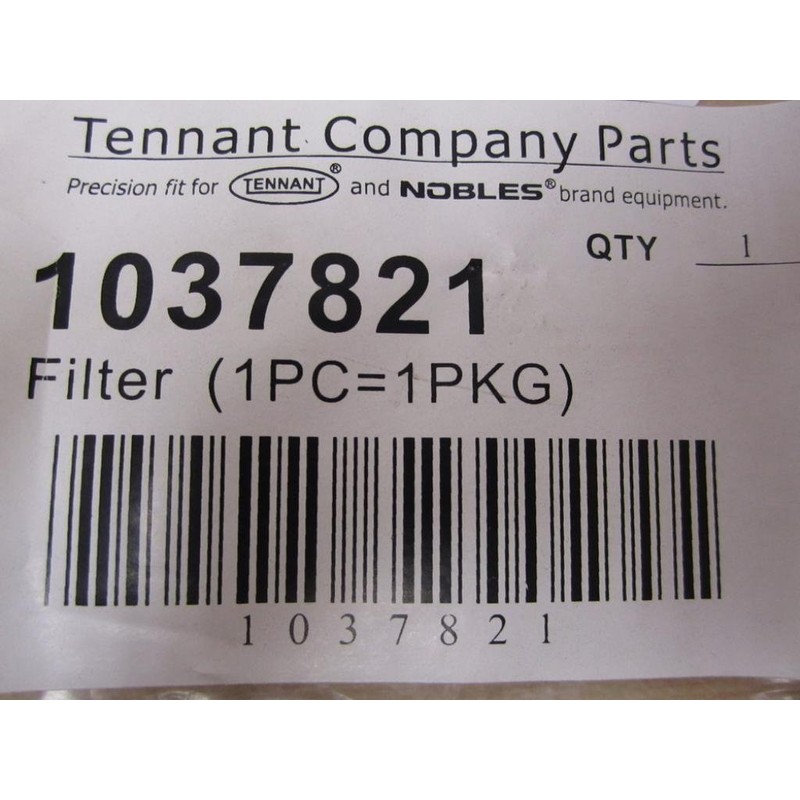 Tennant Company Parts
Precision fit for TENNANT® and NOBLES® brand equipment.
QTY 1
1037821
Filter (1PC=1PKG)
1037821